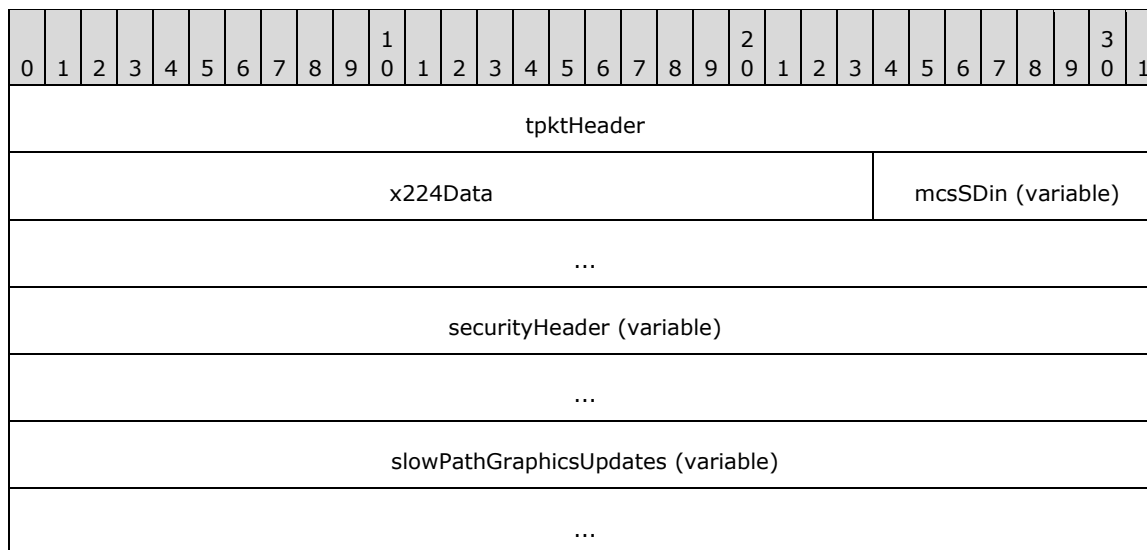 1 2 3
0 1 2 3 4 5 6 7 8 9 0 1 2 3 4 5 6 7 8 9 0 1 2 3 4 5 6 7 8 9 0 1
tpktHeader
x224Data mcsSDin (variable)
...
securityHeader (variable)
...
slowPathGraphicsUpdates (variable)
...